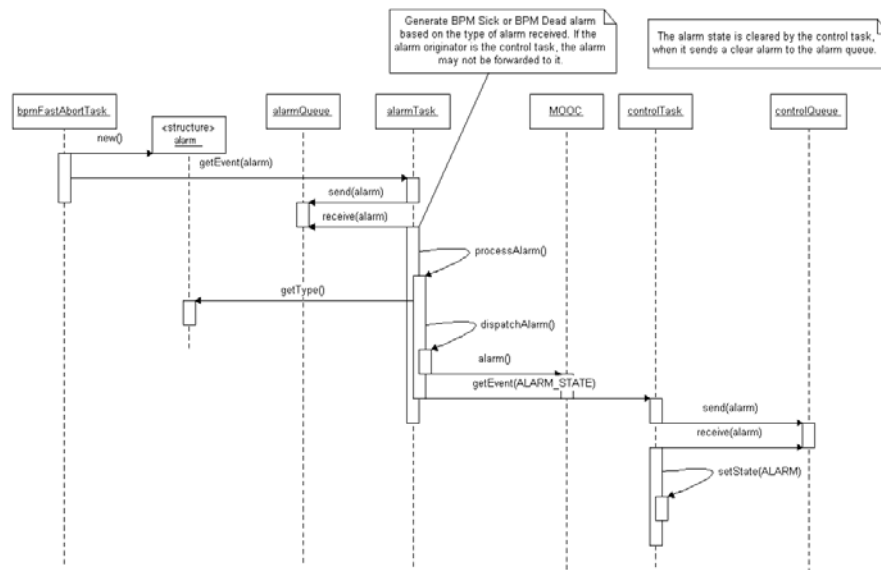 Generate BPM Sick or BPM Dead alarm
based on the type of alarm received. If the
alarm originator is the control task, the alarm
may not be forwarded to it.
The alarm state is cleared by the control task,
when it sends a clear alarm to the alarm queue.
bpmFastAbortTask
<structure>
alarm
alarmQueue
alarmTask
MOOC
controlTask
controlQueue
new()
getEvent(alarm)
send(alarm)
receive(alarm)
processAlarm()
getType()
dispatchAlarm()
alarm()
getEvent(ALARM_STATE)
send(alarm)
receive(alarm)
setState(ALARM)